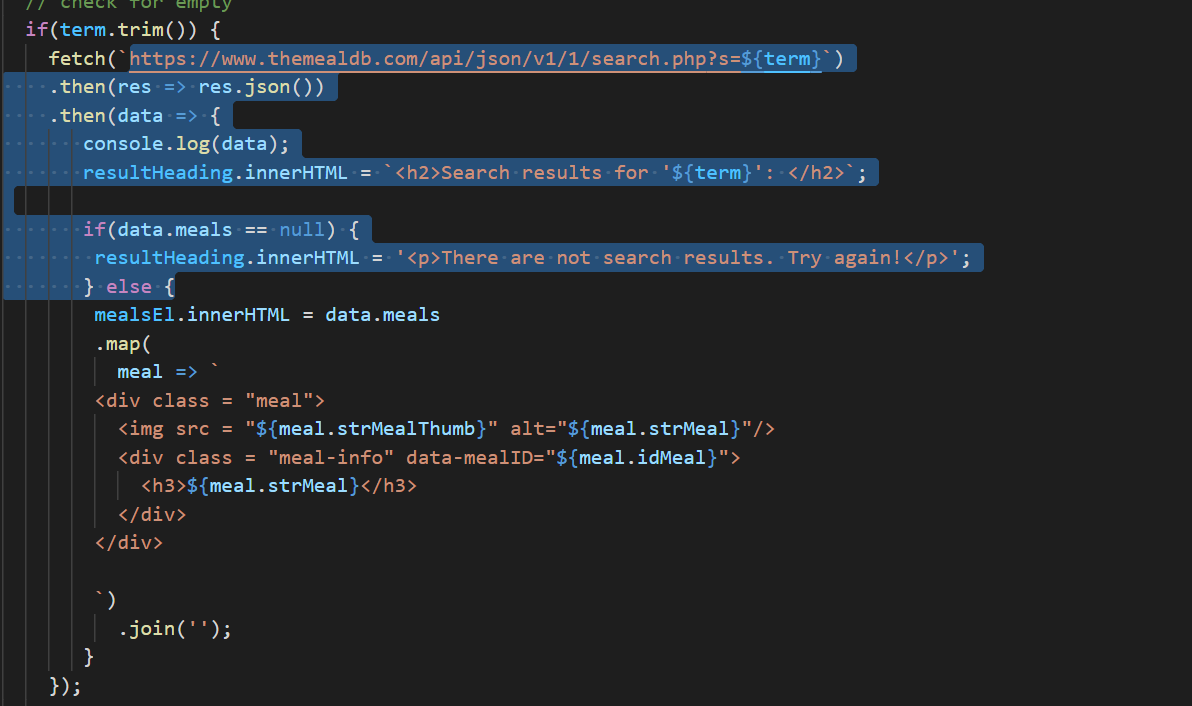 // check for empty
if(term.trim()) {
fetch(`https://www.themealdb.com/api/json/v1/1/search.php?s=${term}`)
.then(res => res.json())
.then(data => {
console.log(data);
resultHeading.innerHTML = `<h2>Search results for '${term}': </h2>`;
if(data.meals == null) {
resultHeading.innerHTML = '<p>There are not search results. Try again!</p>';
} else {
mealsEl.innerHTML = data.meals
.map(
meal => `
<div class = "meal">
<img src = "${meal.strMealThumb}" alt="${meal.strMeal}"/>
<div class = "meal-info" data-mealID="${meal.idMeal}">
<h3>${meal.strMeal}</h3>
</div>
</div>
`)
.join('');
}
});